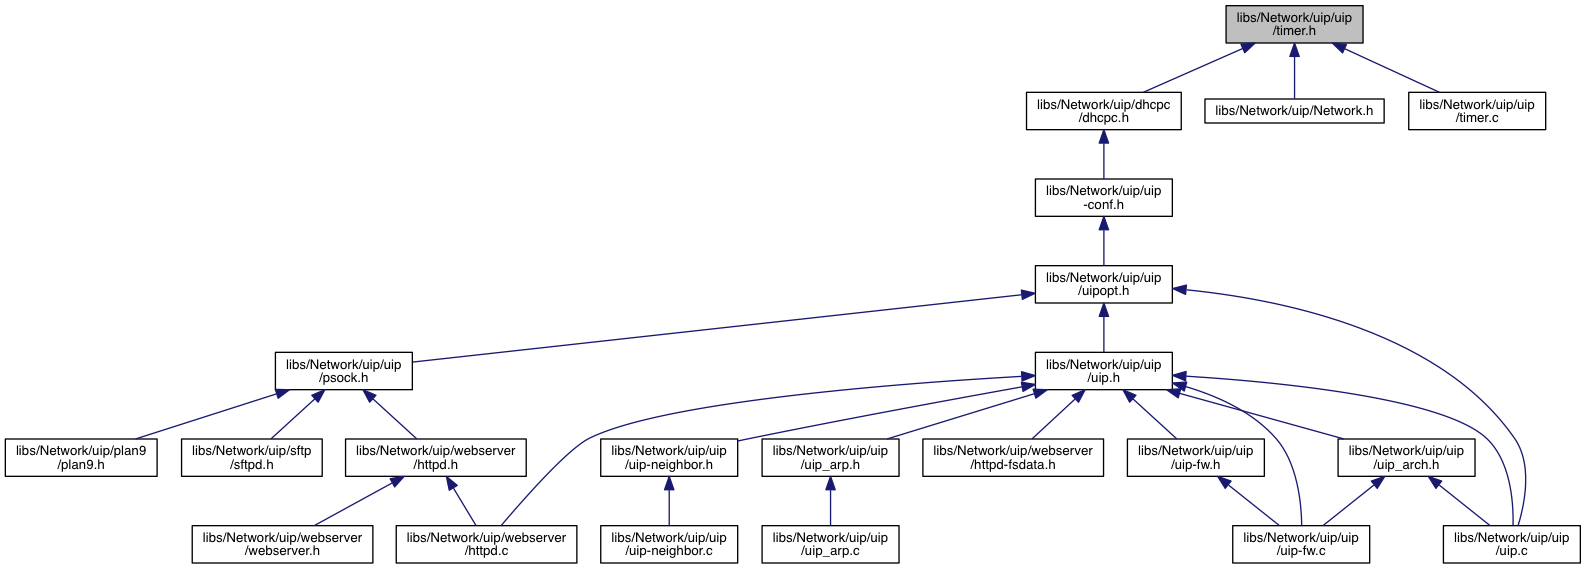 libs/Network/uip/uip
/timer.h
libs/Network/uip/dhcpc
/dhcpc.h
libs/Network/uip/Network.h
libs/Network/uip/uip
/timer.c
libs/Network/uip/uip
-conf.h
libs/Network/uip/uip
/uipopt.h
libs/Network/uip/uip
/psock.h
libs/Network/uip/uip
/uip.h
libs/Network/uip/plan9
/plan9.h
libs/Network/uip/sftp
/sftpd.h
libs/Network/uip/webserver
/httpd.h
libs/Network/uip/uip
/uip-neighbor.h
libs/Network/uip/uip
/uip_arp.h
libs/Network/uip/webserver
/httpd-fsdata.h
libs/Network/uip/uip
/uip-fw.h
libs/Network/uip/uip
/uip_arch.h
libs/Network/uip/webserver
/webserver.h
libs/Network/uip/webserver
/httpd.c
libs/Network/uip/uip
/uip-neighbor.c
libs/Network/uip/uip
/uip_arp.c
libs/Network/uip/uip
/uip-fw.c
libs/Network/uip/uip
/uip.c